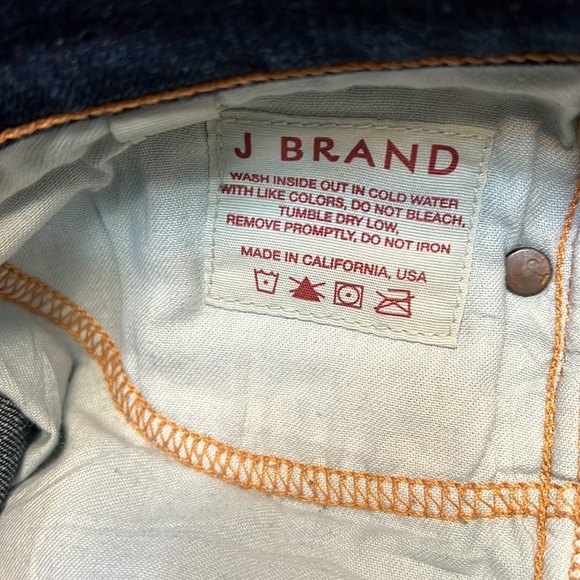 J BRAND
WASH INSIDE OUT IN COLD WATER
WITH LIKE COLORS, DO NOT BLEACH,
TUMBLE DRY LOW,
REMOVE PROMPTLY, DO NOT IRON
MADE IN CALIFORNIA, USA